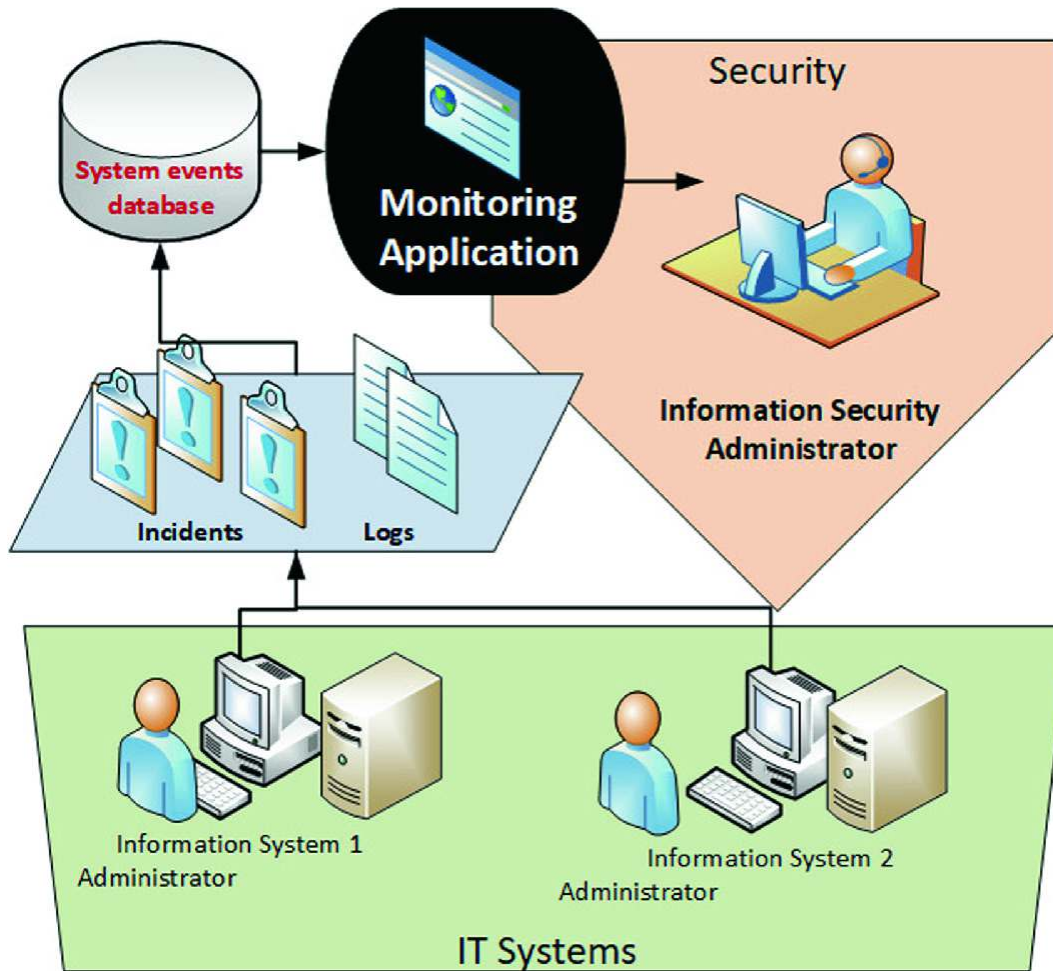 Security
System events
database
Monitoring
Application
Information Security
Administrator
Incidents
Logs
Information System 1
Administrator
Information System 2
Administrator
IT Systems